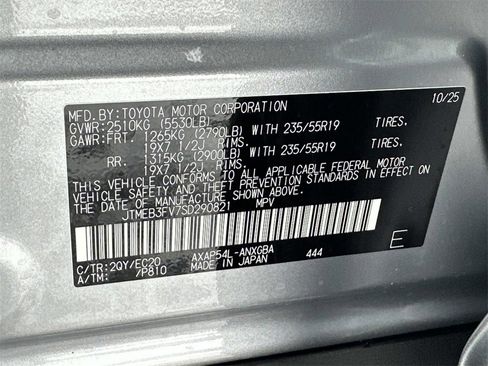 MFD.BY:TOYOTA MOTOR CORPORATION 10/25
GVWR:2510KG (5530LB)
GAWR:FRT. 1265KG (2790LB) WITH 235/55R19 TIRES.
19X7 1/2J RIMS.
RR. 1315KG (2900LB) WITH 235/55R19 TIRES.
19X7 1/2J RIMS.
THIS VEHICLE CONFORMS TO ALL APPLICABLE FEDERAL MOTOR
VEHICLE SAFETY AND THEFT PREVENTION STANDARDS IN EFFECT ON
THE DATE OF MANUFACTURE SHOWN ABOVE.
JTMEB3FV7SD290821 MPV
C/TR:2QY/EC20 AXAP54L-ANXGBA 444 E
A/TM: /P810 MADE IN JAPAN